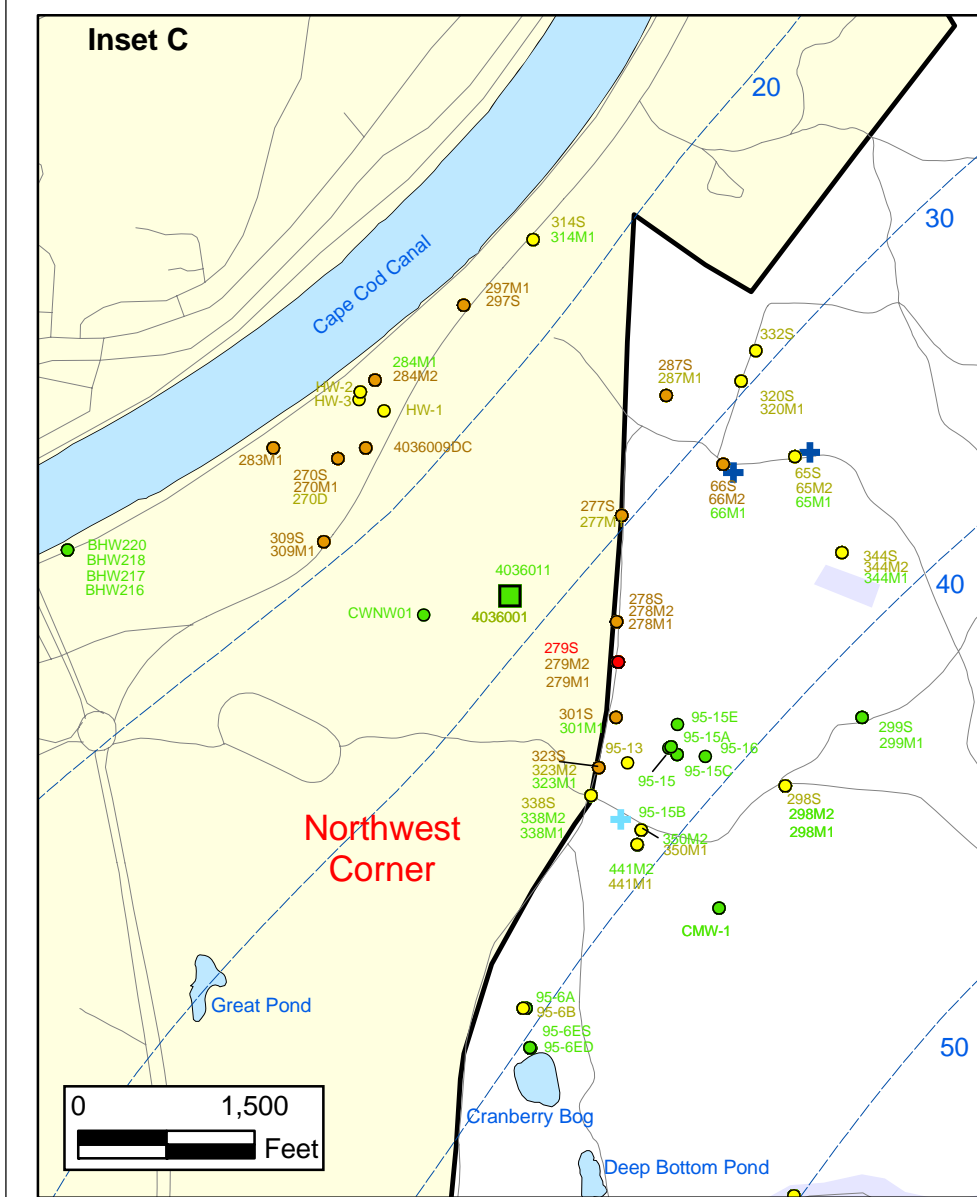 Inset C
20
30
Cape Cod Canal
314S
314M1
297M1
297S
332S
284M1
284M2
HW-2
HW-3
HW-1
287S
287M1
320S
320M1
283M1
4036009DC
270S
270M1
270D
66S
66M2
66M1
65S
65M2
65M1
277S
277M1
309S
309M1
BHW220
BHW218
BHW217
BHW216
344S
344M2
344M1
40
4036011
4036001
CWNW01
278S
278M2
278M1
279S
279M2
279M1
301S
301M1
95-15E
95-15A
95-16
95-13
95-15
95-15C
299S
299M1
323S
323M2
323M1
338S
338M2
338M1
95-15B
350M2
350M1
298S
298M2
298M1
Northwest
Corner
441M2
441M1
CMW-1
Great Pond
95-6A
95-6B
95-6ES
95-6ED
50
Cranberry Bog
Deep Bottom Pond
0 1,500
Feet